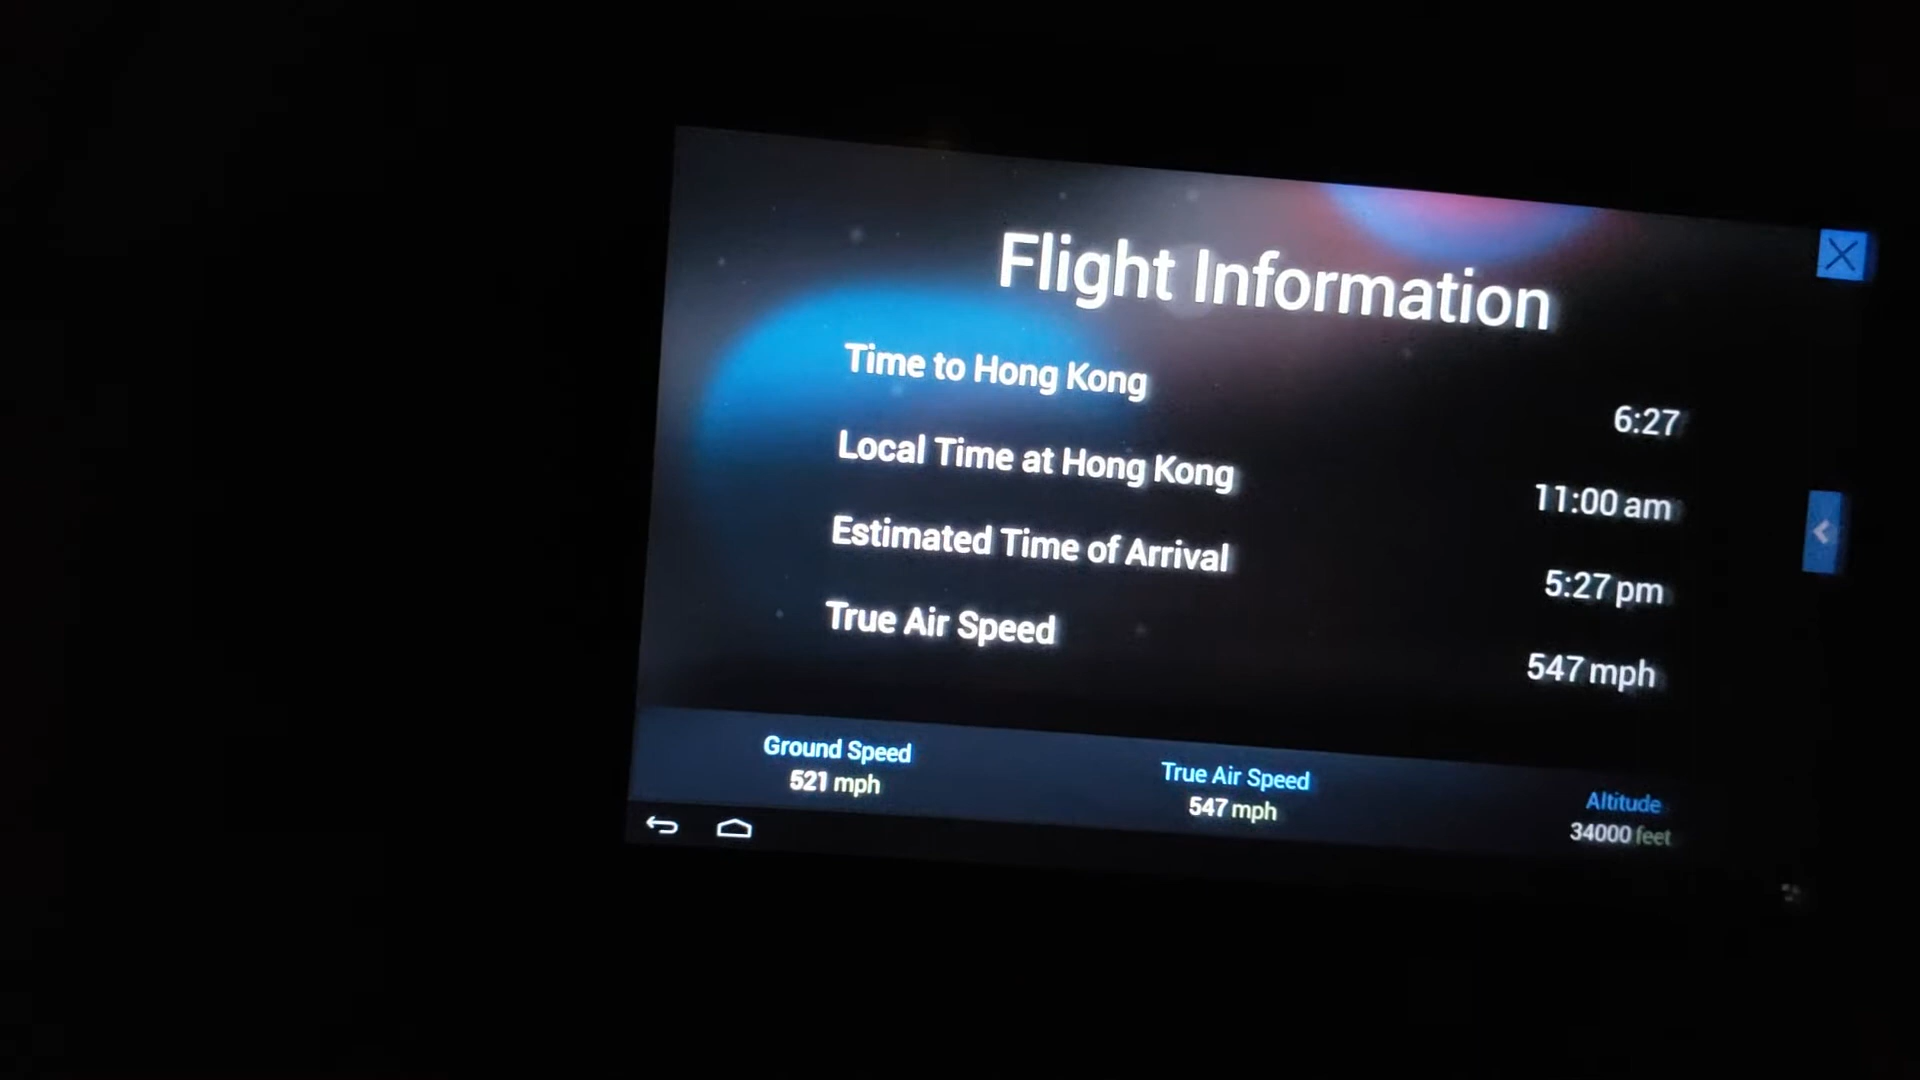 Flight Information
Time to Hong Kong 6:27
Local Time at Hong Kong 11:00 am
Estimated Time of Arrival 5:27 pm
True Air Speed 547 mph
Ground Speed
521 mph
True Air Speed
547 mph
Altitude
34000 feet